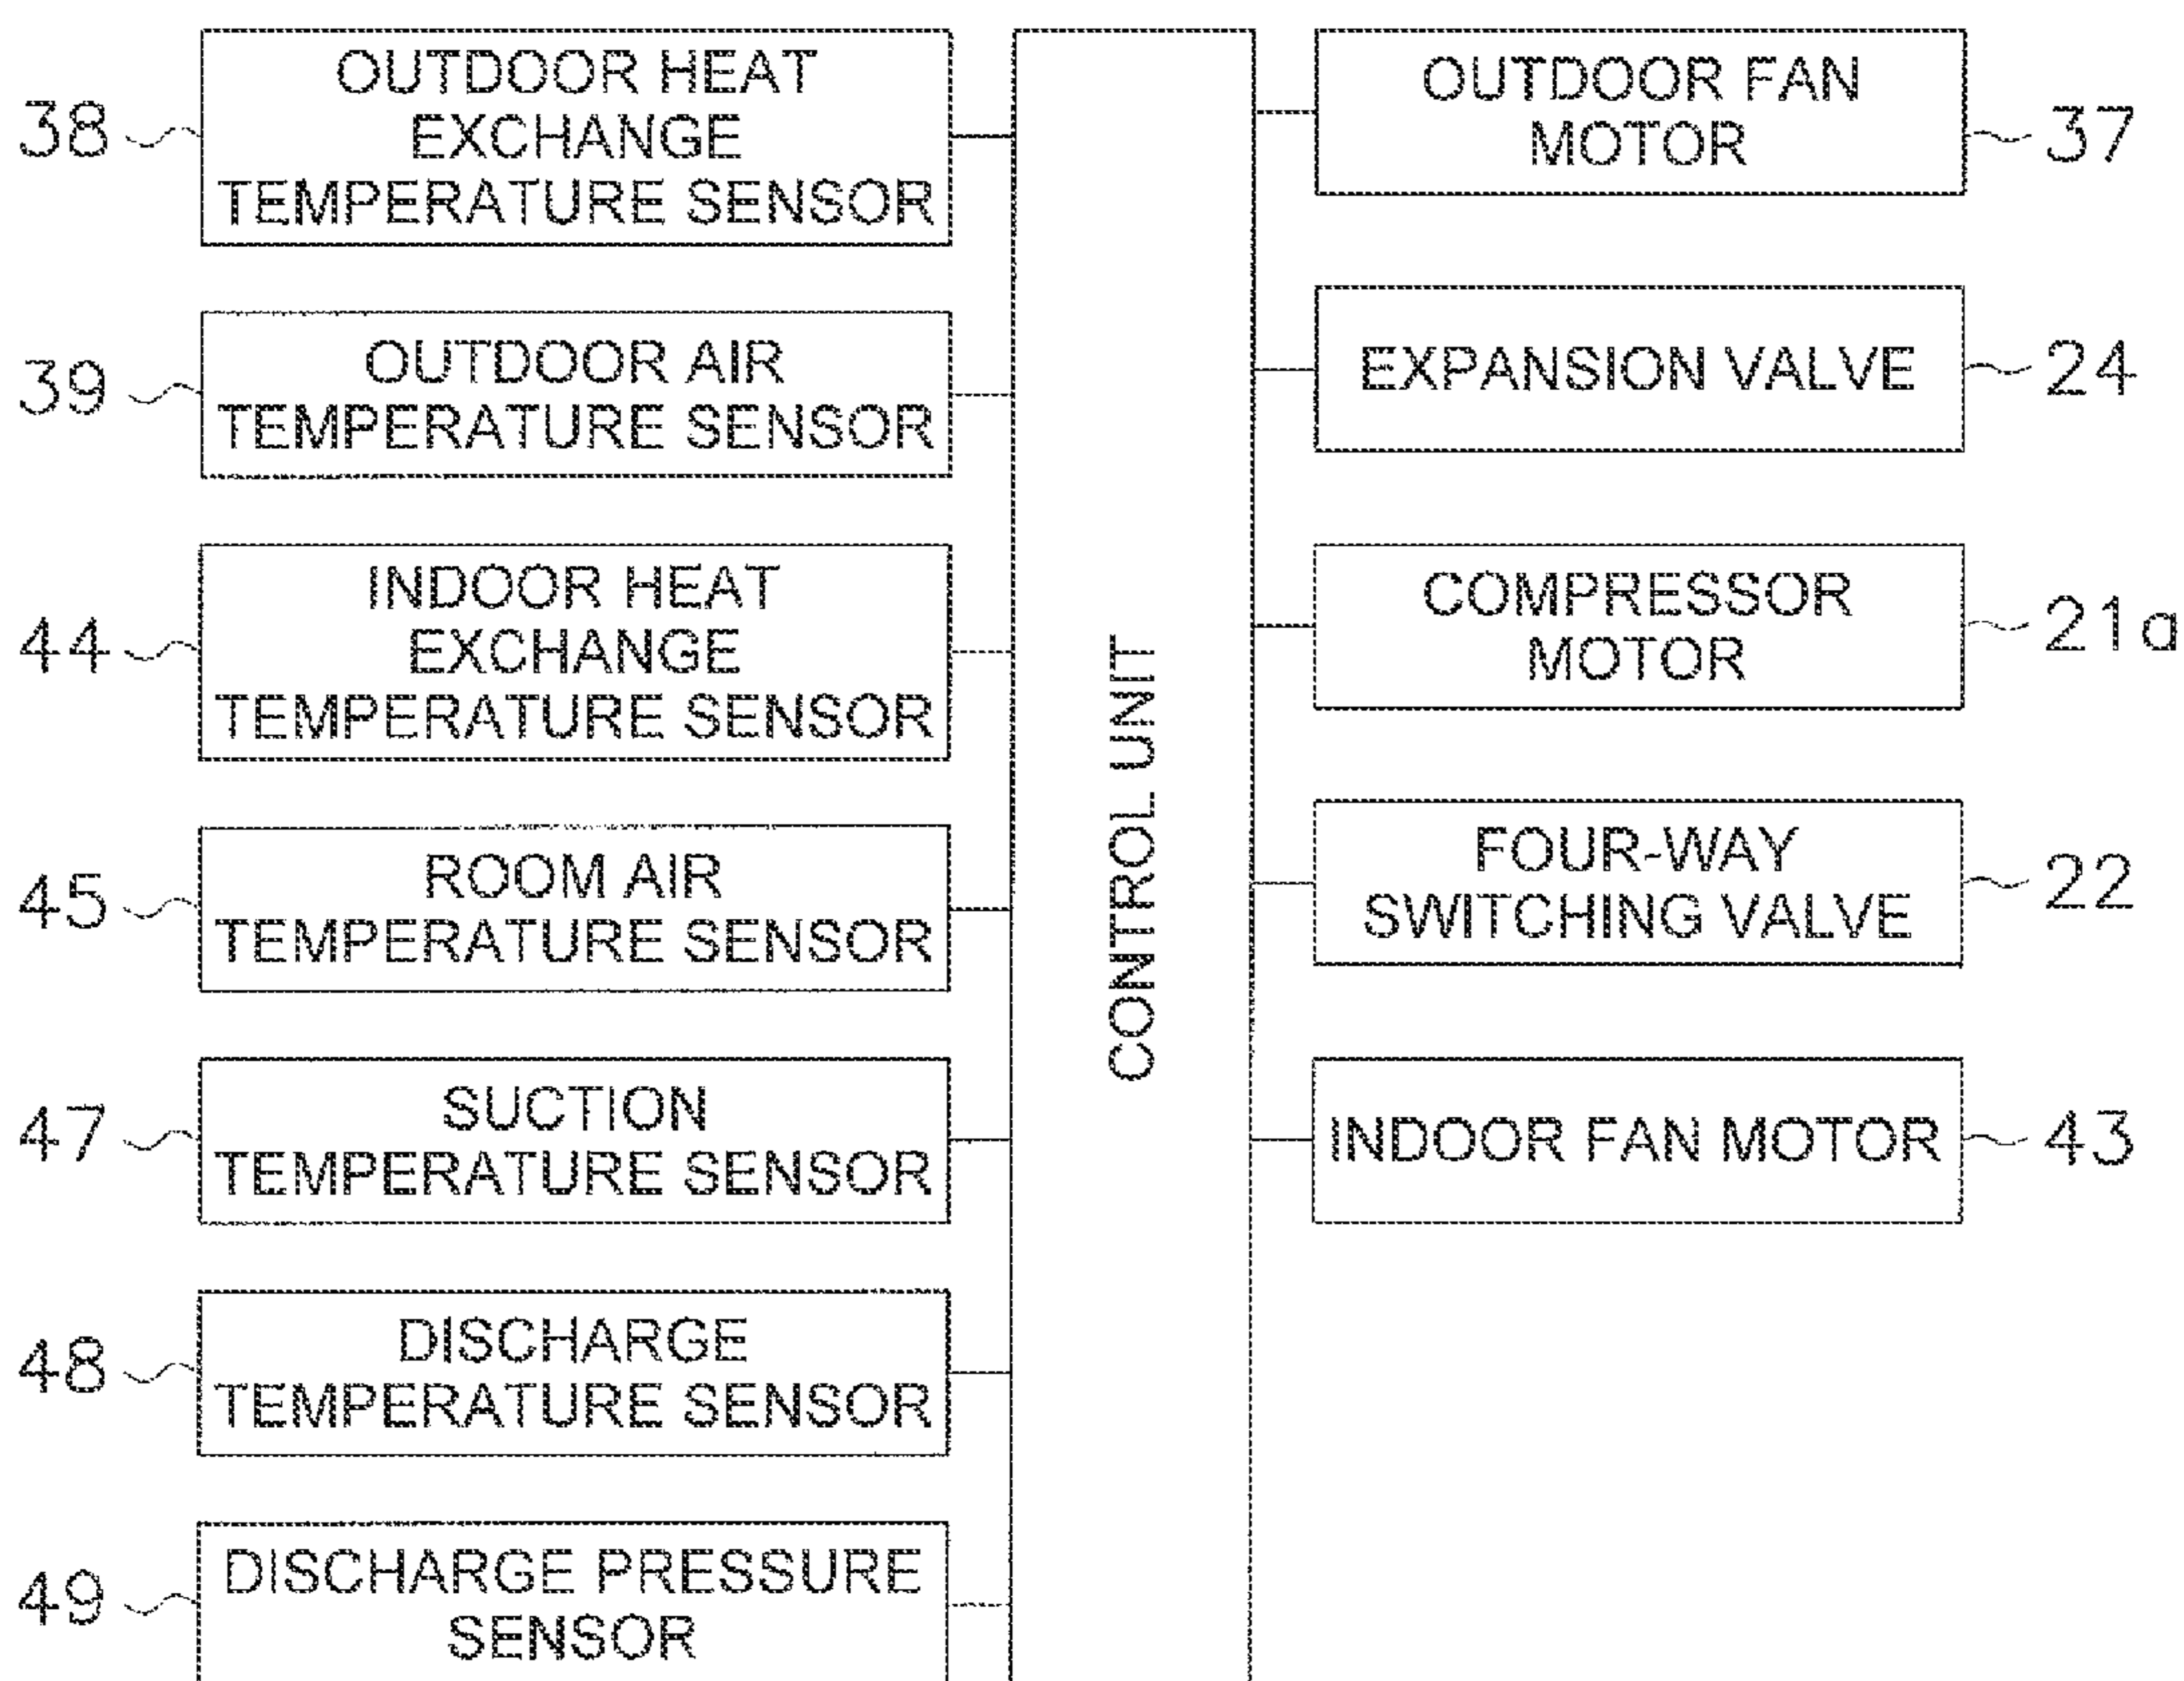 38
OUTDOOR HEAT
EXCHANGE
TEMPERATURE SENSOR
39
OUTDOOR AIR
TEMPERATURE SENSOR
44
INDOOR HEAT
EXCHANGE
TEMPERATURE SENSOR
45
ROOM AIR
TEMPERATURE SENSOR
47
SUCTION
TEMPERATURE SENSOR
48
DISCHARGE
TEMPERATURE SENSOR
49
DISCHARGE PRESSURE
SENSOR
CONTROL UNIT
OUTDOOR FAN
MOTOR
37
EXPANSION VALVE
24
COMPRESSOR
MOTOR
21a
FOUR-WAY
SWITCHING VALVE
22
INDOOR FAN MOTOR
43